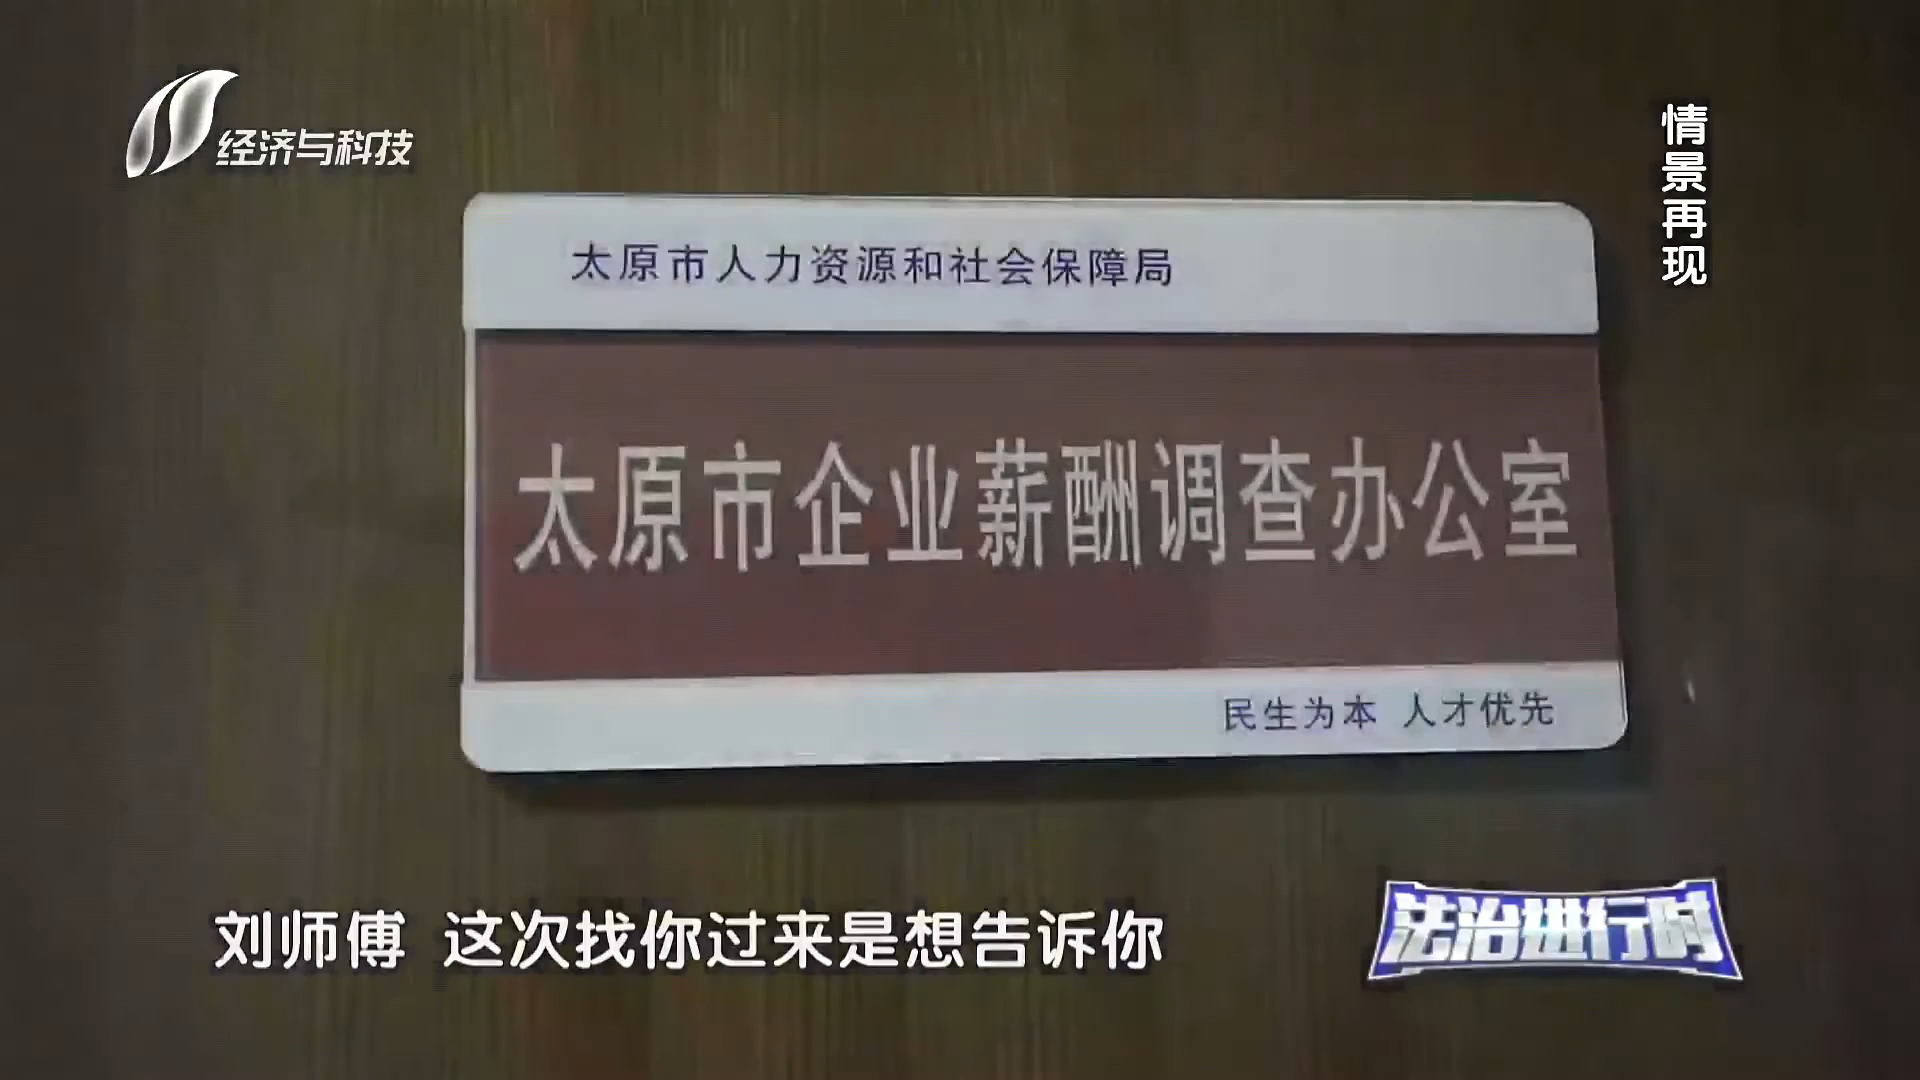 经济与科技
情景再现
太原市人力资源和社会保障局
太原市企业薪酬调查办公室
民生为本 人才优先
刘师傅 这次找你过来是想告诉你
法治进行时